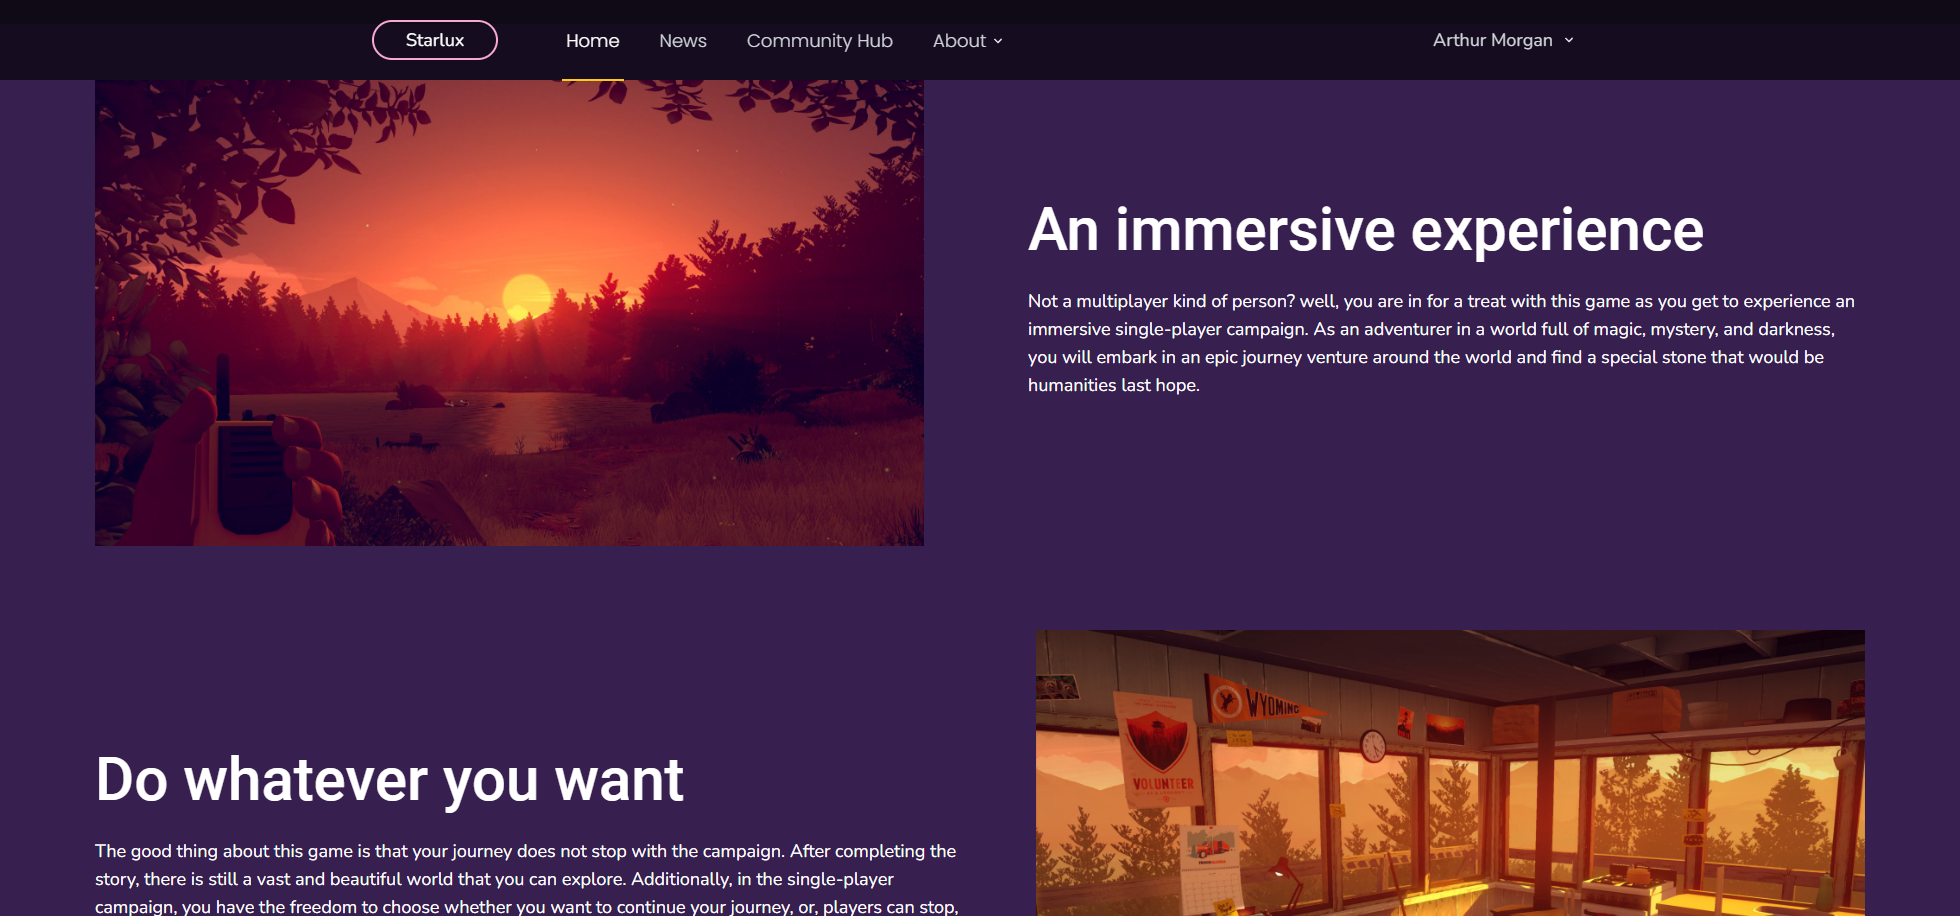 Starlux
Home
News
Community Hub
About
Arthur Morgan
An immersive experience
Not a multiplayer kind of person? well, you are in for a treat with this game as you get to experience an
immersive single-player campaign. As an adventurer in a world full of magic, mystery, and darkness,
you will embark in an epic journey venture around the world and find a special stone that would be
humanities last hope.
WYOMING
VOLUNTEER
Do whatever you want
The good thing about this game is that your journey does not stop with the campaign. After completing the
story, there is still a vast and beautiful world that you can explore. Additionally, in the single-player
campaign, you have the freedom to choose whether you want to continue your journey, or, players can stop,